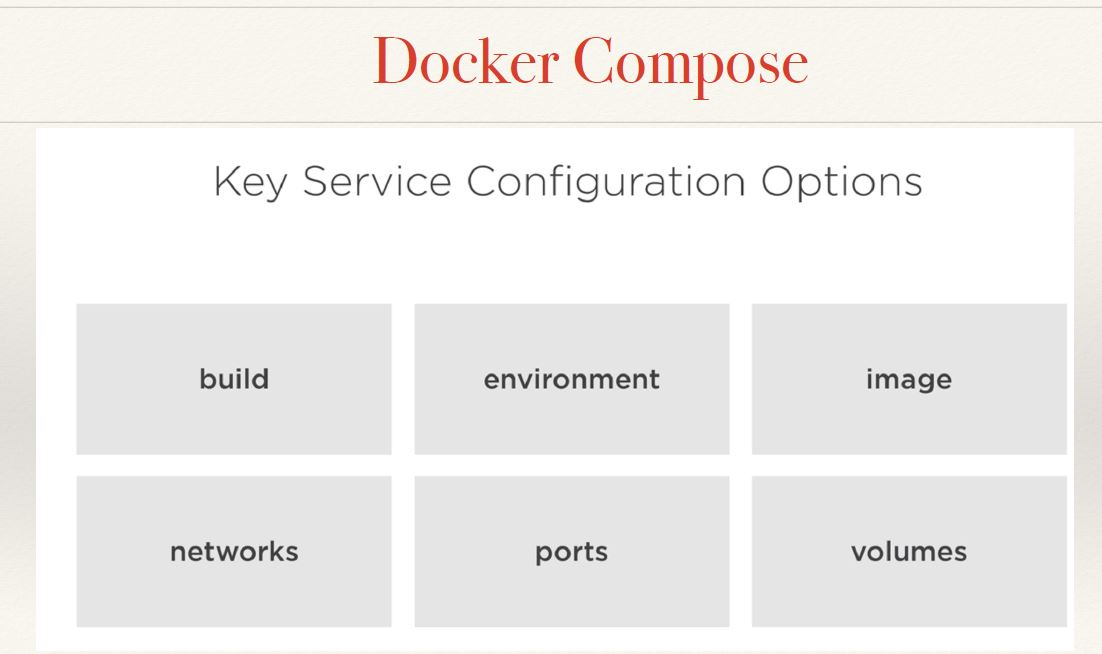 Docker Compose
Key Service Configuration Options
build environment image
networks ports volumes